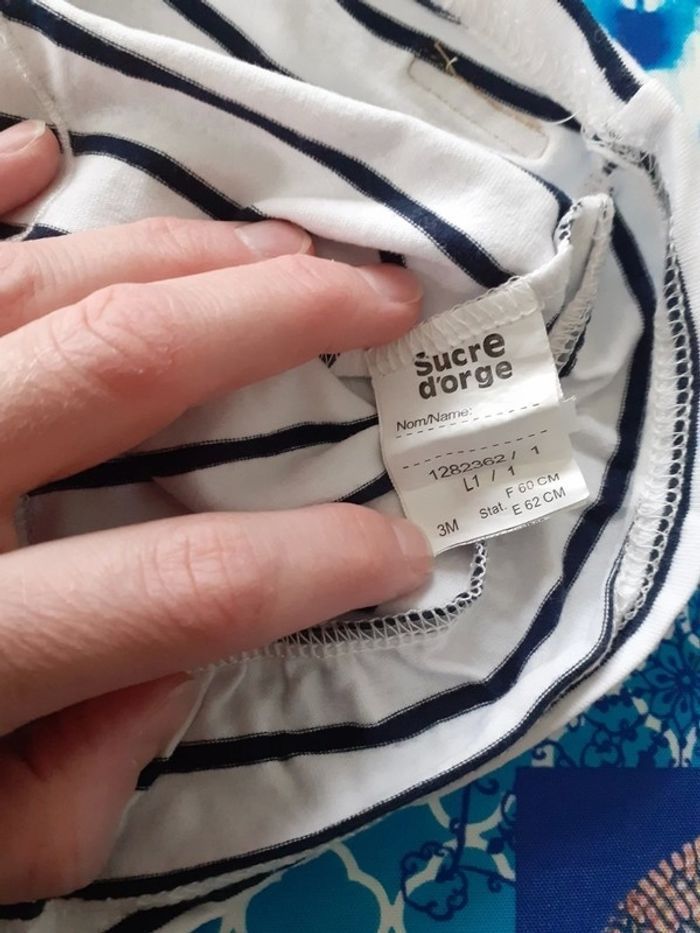 sucre
d'orge
Nom/Name:
1282362 / 1
L1 / 1
F 60 CM
3M Stat. E 62 CM